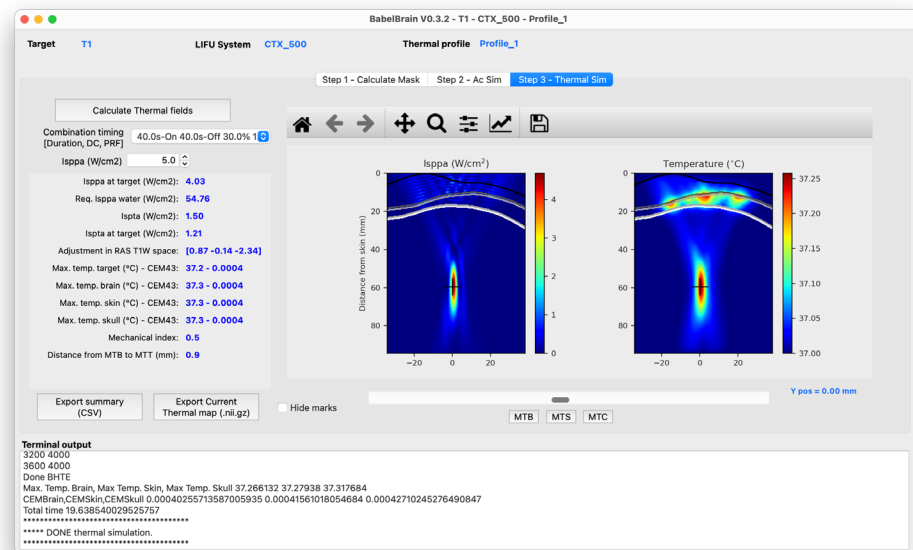 BabelBrain V0.3.2 - T1 - CTX_500 - Profile_1
Target T1 LIFU System CTX_500 Thermal profile Profile_1
Step 1 - Calculate Mask Step 2 - Ac Sim Step 3 - Thermal Sim
Calculate Thermal fields
Combination timing
[Duration, DC, PRF] 40.0s-On 40.0s-Off 30.0% 1
Isppa (W/cm2) 5.0
Isppa at target (W/cm2): 4.03
Req. Isppa water (W/cm2): 54.76
Ispta (W/cm2): 1.50
Ispta at target (W/cm2): 1.21
Adjustment in RAS T1W space: [0.87 -0.14 -2.34]
Max. temp. target (°C) - CEM43: 37.2 - 0.0004
Max. temp. brain (°C) - CEM43: 37.3 - 0.0004
Max. temp. skin (°C) - CEM43: 37.3 - 0.0004
Max. temp. skull (°C) - CEM43: 37.3 - 0.0004
Mechanical index: 0.5
Distance from MTB to MTT (mm): 0.9
Export summary
(CSV)
Export Current
Thermal map (.nii.gz)
Isppa (W/cm²)
Distance from skin (mm)
0
20
40
60
80
−20 0 20
4
3
2
1
0
Temperature (°C)
0
20
40
60
80
−20 0 20
37.25
37.20
37.15
37.10
37.05
37.00
Y pos = 0.00 mm
Hide marks
MTB MTS MTC
Terminal output
3200 4000
3600 4000
Done BHTE
Max. Temp. Brain, Max Temp. Skin, Max Temp. Skull 37.266132 37.27938 37.317684
CEMBrain,CEMSkin,CEMSkull 0.00040255713587005935 0.00041561018054684 0.00042710245276490847
Total time 19.638540029525757
****************************************
***** DONE thermal simulation.
****************************************